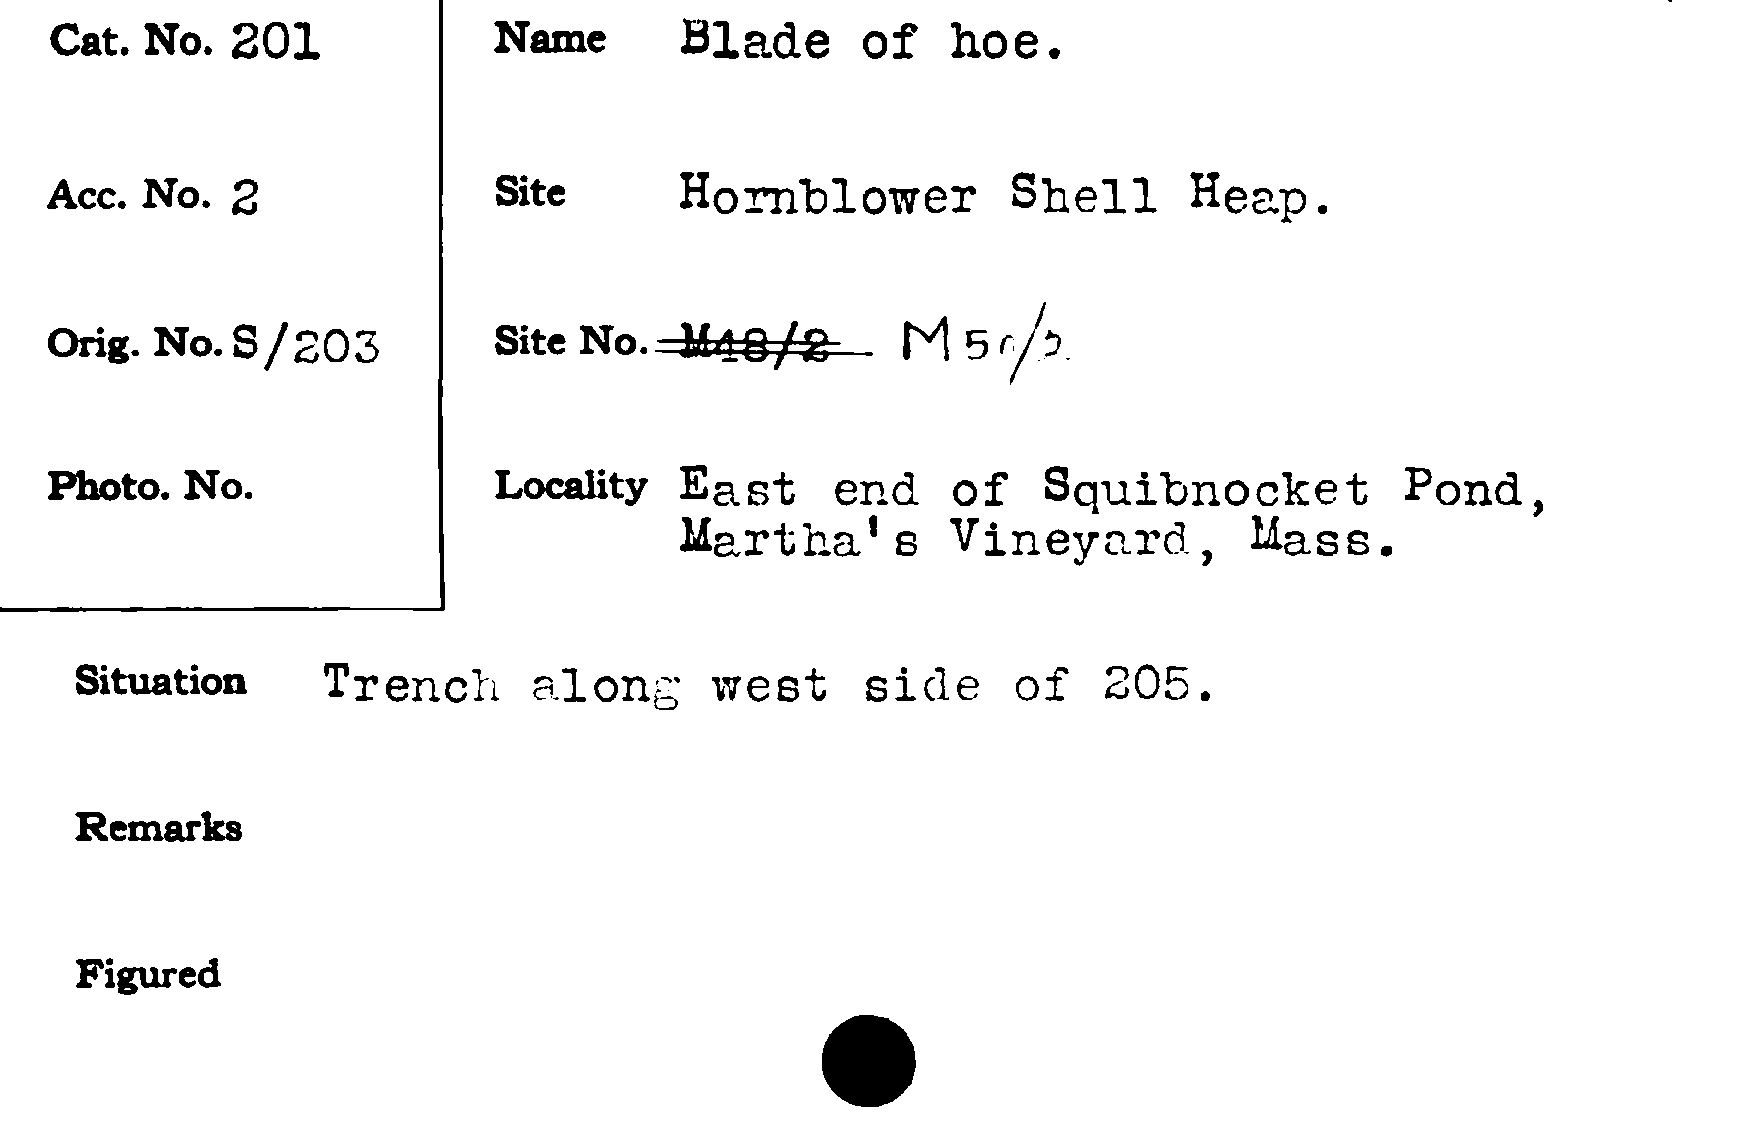 Cat. No. 201
Name Blade of hoe.
Acc. No. 2
Site Hornblower Shell Heap.
Orig. No. S/203
Site No. M48/2 M50/2
Photo. No.
Locality East end of Squibnocket Pond,
Martha's Vineyard, Mass.
Situation Trench along west side of 205.
Remarks
Figured